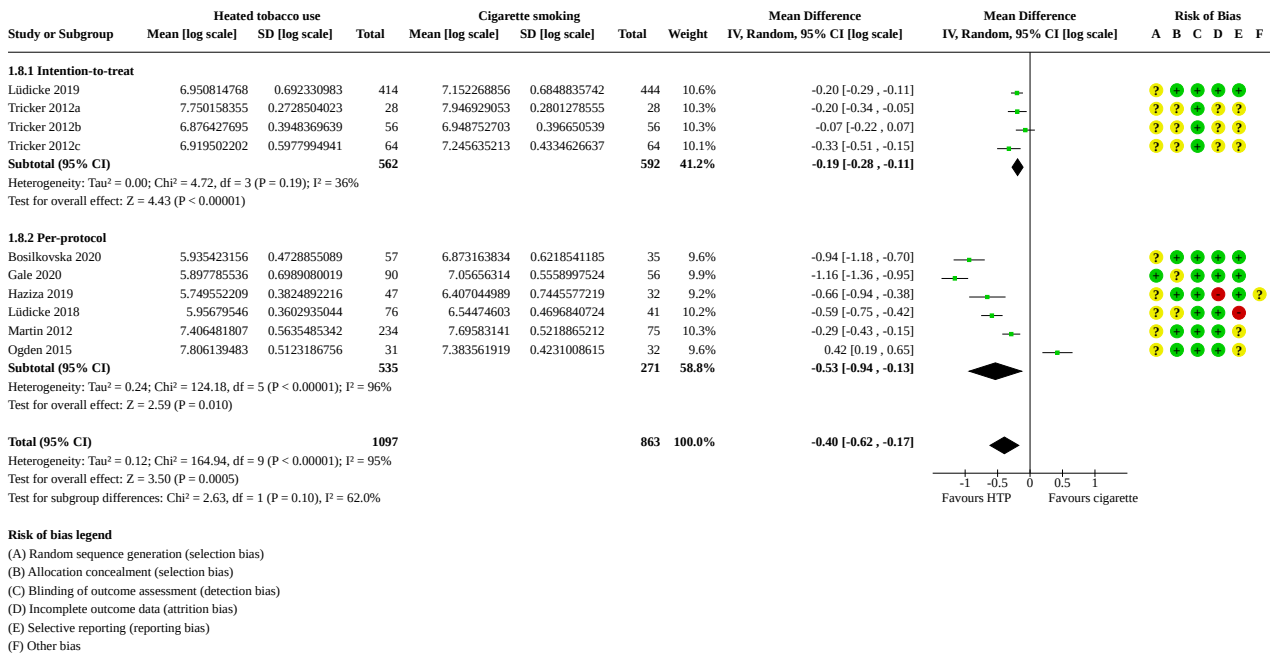 Heated tobacco use Cigarette smoking Mean Difference Mean Difference Risk of Bias
Study or Subgroup Mean [log scale] SD [log scale] Total Mean [log scale] SD [log scale] Total Weight IV, Random, 95% CI [log scale] IV, Random, 95% CI [log scale] A B C D E F
1.8.1 Intention-to-treat
Lüdicke 2019 6.950814768 0.692330983 414 7.152268856 0.6848835742 444 10.6% -0.20 [-0.29 , -0.11] ? + + + +
Tricker 2012a 7.750158355 0.2728504023 28 7.946929053 0.2801278555 28 10.3% -0.20 [-0.34 , -0.05] ? ? + ? ?
Tricker 2012b 6.876427695 0.3948369639 56 6.948752703 0.396650539 56 10.3% -0.07 [-0.22 , 0.07] ? ? + ? ?
Tricker 2012c 6.919502202 0.5977994941 64 7.245635213 0.4334626637 64 10.1% -0.33 [-0.51 , -0.15] ? ? + ? ?
Subtotal (95% CI) 562 592 41.2% -0.19 [-0.28 , -0.11]
Heterogeneity: Tau² = 0.00; Chi² = 4.72, df = 3 (P = 0.19); I² = 36%
Test for overall effect: Z = 4.43 (P < 0.00001)
1.8.2 Per-protocol
Bosilkovska 2020 5.935423156 0.4728855089 57 6.873163834 0.6218541185 35 9.6% -0.94 [-1.18 , -0.70] ? + + + +
Gale 2020 5.897785536 0.6989080019 90 7.05656314 0.5558997524 56 9.9% -1.16 [-1.36 , -0.95] + ? + + +
Haziza 2019 5.749552209 0.3824892216 47 6.407044989 0.7445577219 32 9.2% -0.66 [-0.94 , -0.38] ? + + - + ?
Lüdicke 2018 5.95679546 0.3602935044 76 6.54474603 0.4696840724 41 10.2% -0.59 [-0.75 , -0.42] ? ? + + -
Martin 2012 7.406481807 0.5635485342 234 7.69583141 0.5218865212 75 10.3% -0.29 [-0.43 , -0.15] ? + + + ?
Ogden 2015 7.806139483 0.5123186756 31 7.383561919 0.4231008615 32 9.6% 0.42 [0.19 , 0.65] ? + + + ?
Subtotal (95% CI) 535 271 58.8% -0.53 [-0.94 , -0.13]
Heterogeneity: Tau² = 0.24; Chi² = 124.18, df = 5 (P < 0.00001); I² = 96%
Test for overall effect: Z = 2.59 (P = 0.010)
Total (95% CI) 1097 863 100.0% -0.40 [-0.62 , -0.17]
Heterogeneity: Tau² = 0.12; Chi² = 164.94, df = 9 (P < 0.00001); I² = 95%
Test for overall effect: Z = 3.50 (P = 0.0005)
-1 -0.5 0 0.5 1
Test for subgroup differences: Chi² = 2.63, df = 1 (P = 0.10), I² = 62.0%
Favours HTP Favours cigarette
Risk of bias legend
(A) Random sequence generation (selection bias)
(B) Allocation concealment (selection bias)
(C) Blinding of outcome assessment (detection bias)
(D) Incomplete outcome data (attrition bias)
(E) Selective reporting (reporting bias)
(F) Other bias